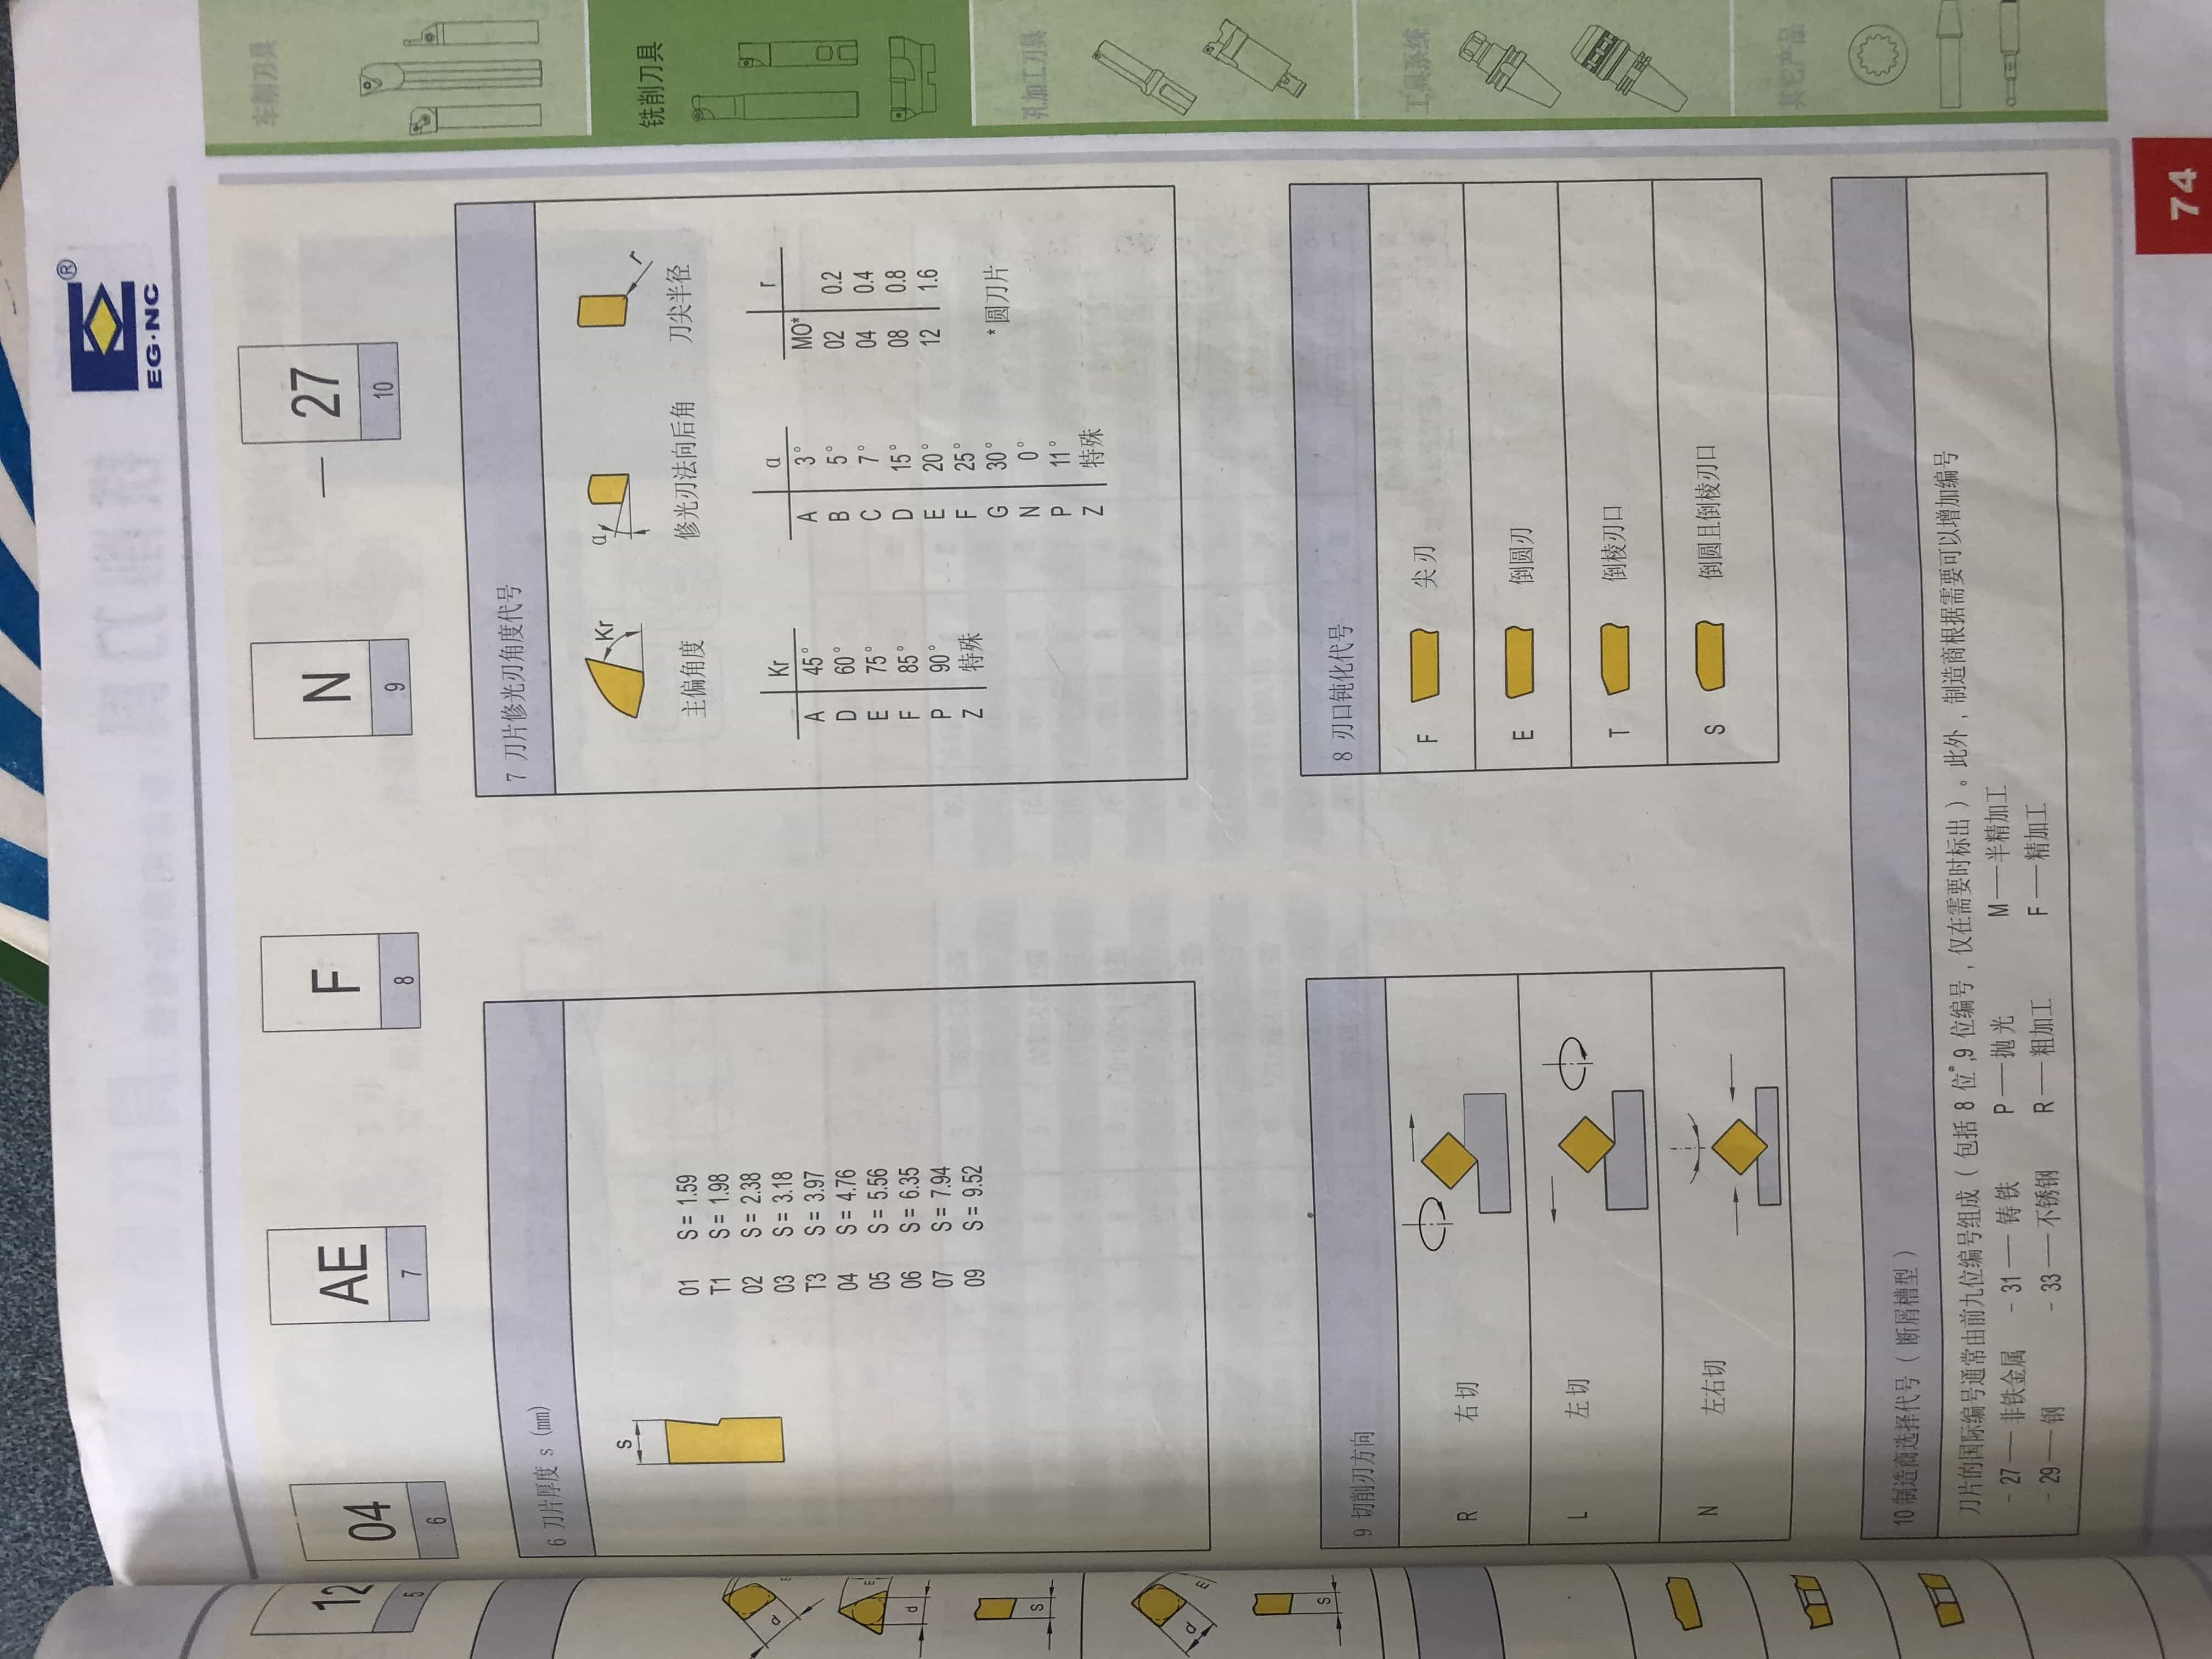 EG·NC®
12 04 AE F N — 27
5 6 7 8 9 10
6 刀片厚度 s (mm)
s
01 S = 1.59
T1 S = 1.98
02 S = 2.38
03 S = 3.18
T3 S = 3.97
04 S = 4.76
05 S = 5.56
06 S = 6.35
07 S = 7.94
09 S = 9.52
7 刀片修光刃角度代号
Kr α r
主偏角度 修光刃法向后角 刀尖半径
Kr
A 45°
D 60°
E 75°
F 85°
P 90°
Z 特殊
α
A 3°
B 5°
C 7°
D 15°
E 20°
F 25°
G 30°
N 0°
P 11°
Z 特殊
r
MO*
02 0.2
04 0.4
08 0.8
12 1.6
* 圆刀片
9 切削刃方向
R 右切
L 左切
N 左右切
8 刃口钝化代号
F 尖刃
E 倒圆刃
T 倒棱刃口
S 倒圆且倒棱刃口
10 制造商选择代号 ( 断屑槽型 )
刀片的国际编号通常由前九位编号组成 ( 包括 8 位,9 位编号 , 仅在需要时标出 ) 。此外 , 制造商根据需要可以增加编号
- 27 — 非铁金属 - 31 — 铸铁 P — 抛光 M — 半精加工
- 29 — 钢 - 33 — 不锈钢 R — 粗加工 F — 精加工
d
d
S
d
S
车削刀具
铣削刀具
孔加工刀具
工具系统
其它产品
74